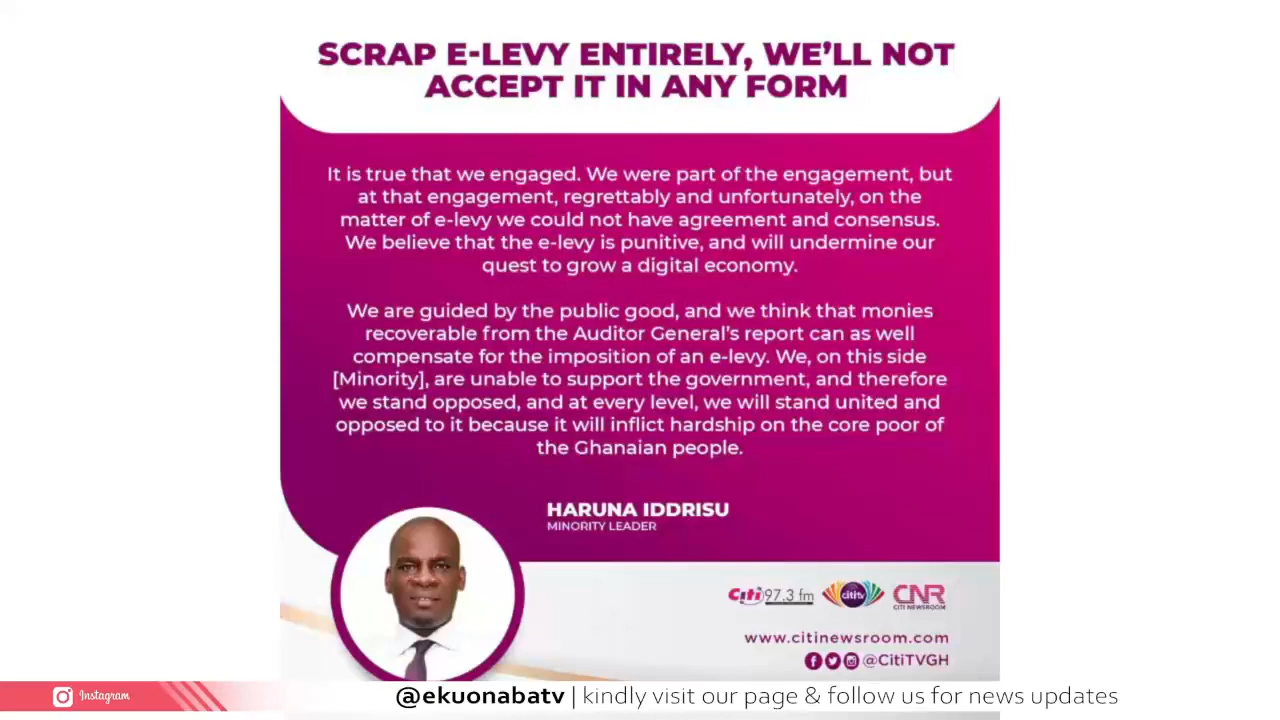 SCRAP E-LEVY ENTIRELY, WE'LL NOT
ACCEPT IT IN ANY FORM
It is true that we engaged. We were part of the engagement, but
at that engagement, regrettably and unfortunately, on the
matter of e-levy we could not have agreement and consensus.
We believe that the e-levy is punitive, and will undermine our
quest to grow a digital economy.
We are guided by the public good, and we think that monies
recoverable from the Auditor General's report can as well
compensate for the imposition of an e-levy. We, on this side
[Minority], are unable to support the government, and therefore
we stand opposed, and at every level, we will stand united and
opposed to it because it will inflict hardship on the core poor of
the Ghanaian people.
HARUNA IDDRISU
MINORITY LEADER
Citi 97.3 fm
cititv
CNR
CITI NEWSROOM
www.citinewsroom.com
@CitiTVGH
Instagram
@ekuonabatv | kindly visit our page & follow us for news updates